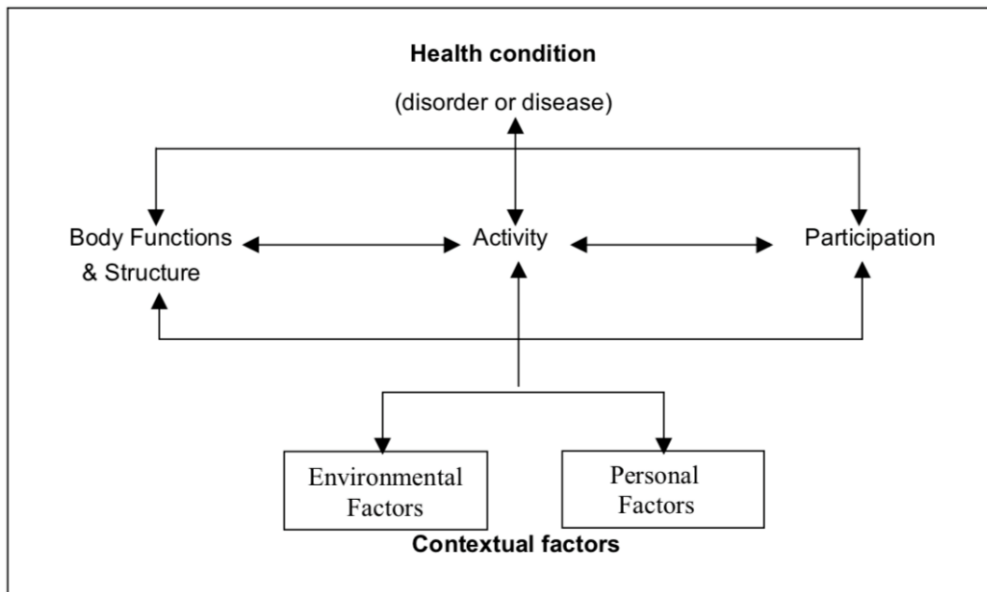 Health condition
(disorder or disease)
Body Functions
& Structure
Activity
Participation
Environmental
Factors
Personal
Factors
Contextual factors